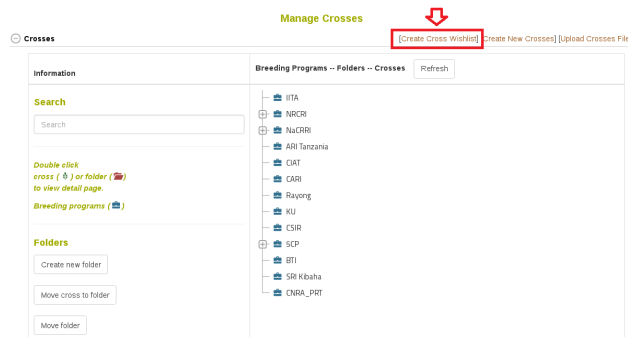 Manage Crosses
Crosses
[Create Cross Wishlist] [Create New Crosses] [Upload Crosses File
Information
Breeding Programs -- Folders -- Crosses
Refresh
Search
Search
Double click
cross ( ) or folder ( )
to view detail page.
Breeding programs ( )
Folders
Create new folder
Move cross to folder
Move folder
IITA
NRCRI
NaCRRI
ARI Tanzania
CIAT
CARI
Rayong
KU
CSIR
SCP
BTI
SRI Kibaha
CNRA_PRT